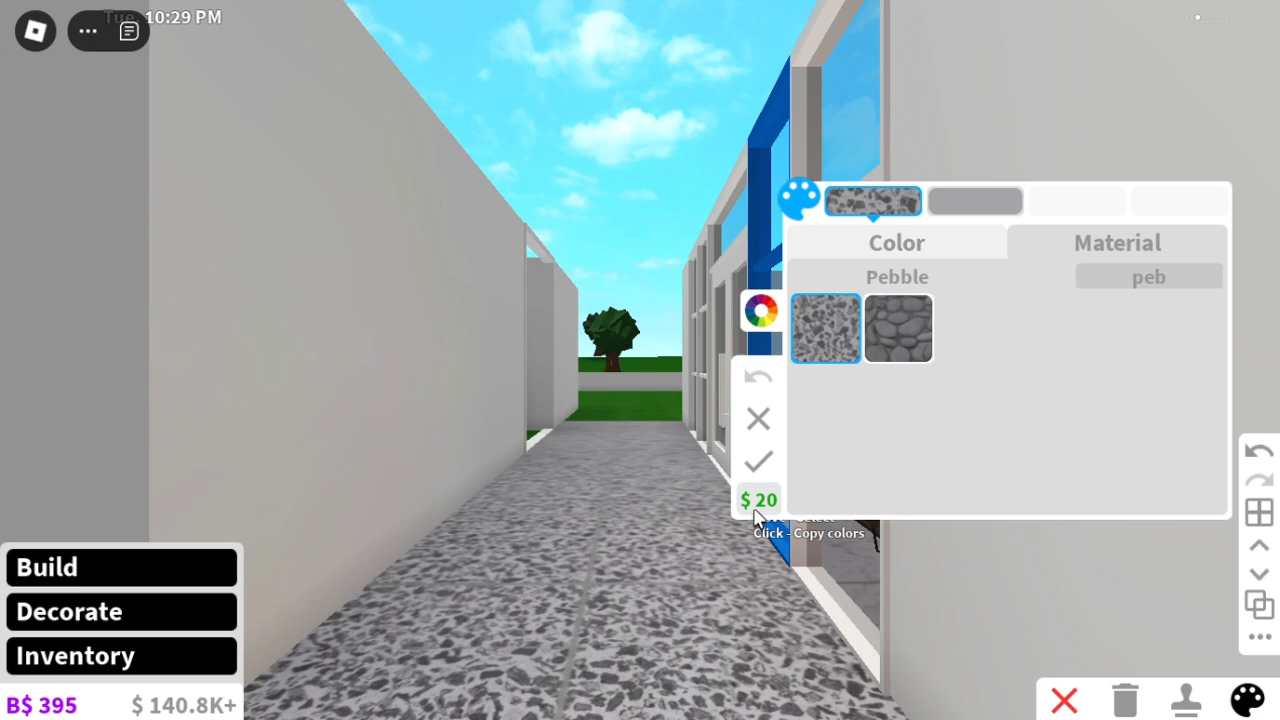 Tue, 10:29 PM
Color
Material
Pebble
peb
$ 20
Click - Copy colors
Build
Decorate
Inventory
B$ 395
$ 140.8K+